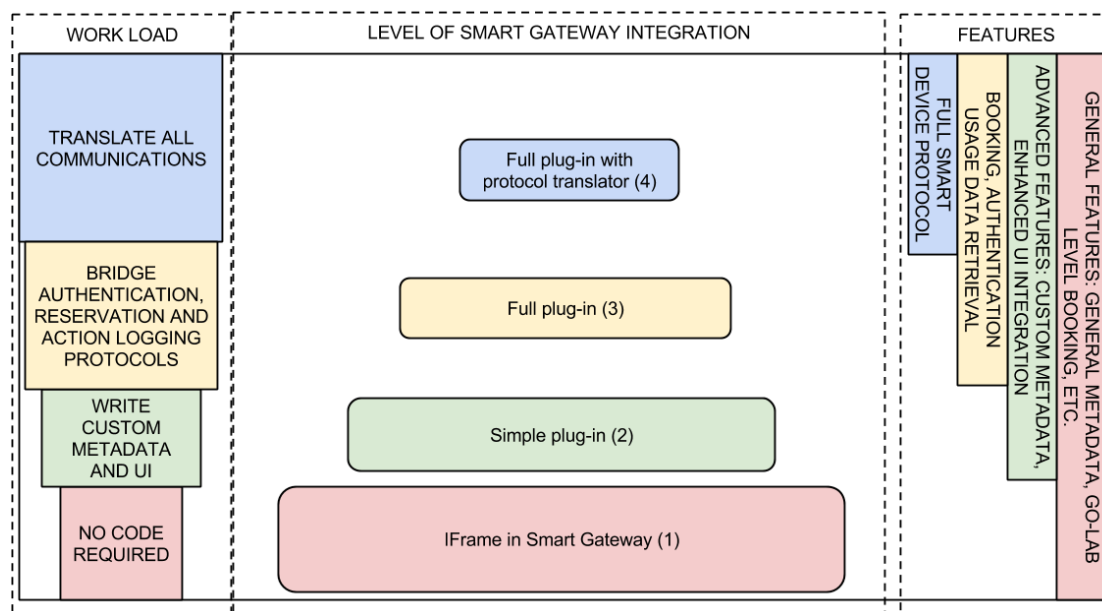 WORK LOAD
LEVEL OF SMART GATEWAY INTEGRATION
FEATURES
TRANSLATE ALL
COMMUNICATIONS
BRIDGE
AUTHENTICATION,
RESERVATION AND
ACTION LOGGING
PROTOCOLS
WRITE
CUSTOM
METADATA
AND UI
NO CODE
REQUIRED
Full plug-in with
protocol translator (4)
Full plug-in (3)
Simple plug-in (2)
IFrame in Smart Gateway (1)
FULL SMART
DEVICE PROTOCOL
BOOKING, AUTHENTICATION
USAGE DATA RETRIEVAL
ADVANCED FEATURES: CUSTOM METADATA,
ENHANCED UI INTEGRATION
GENERAL FEATURES: GENERAL METADATA, GO-LAB
LEVEL BOOKING, ETC.